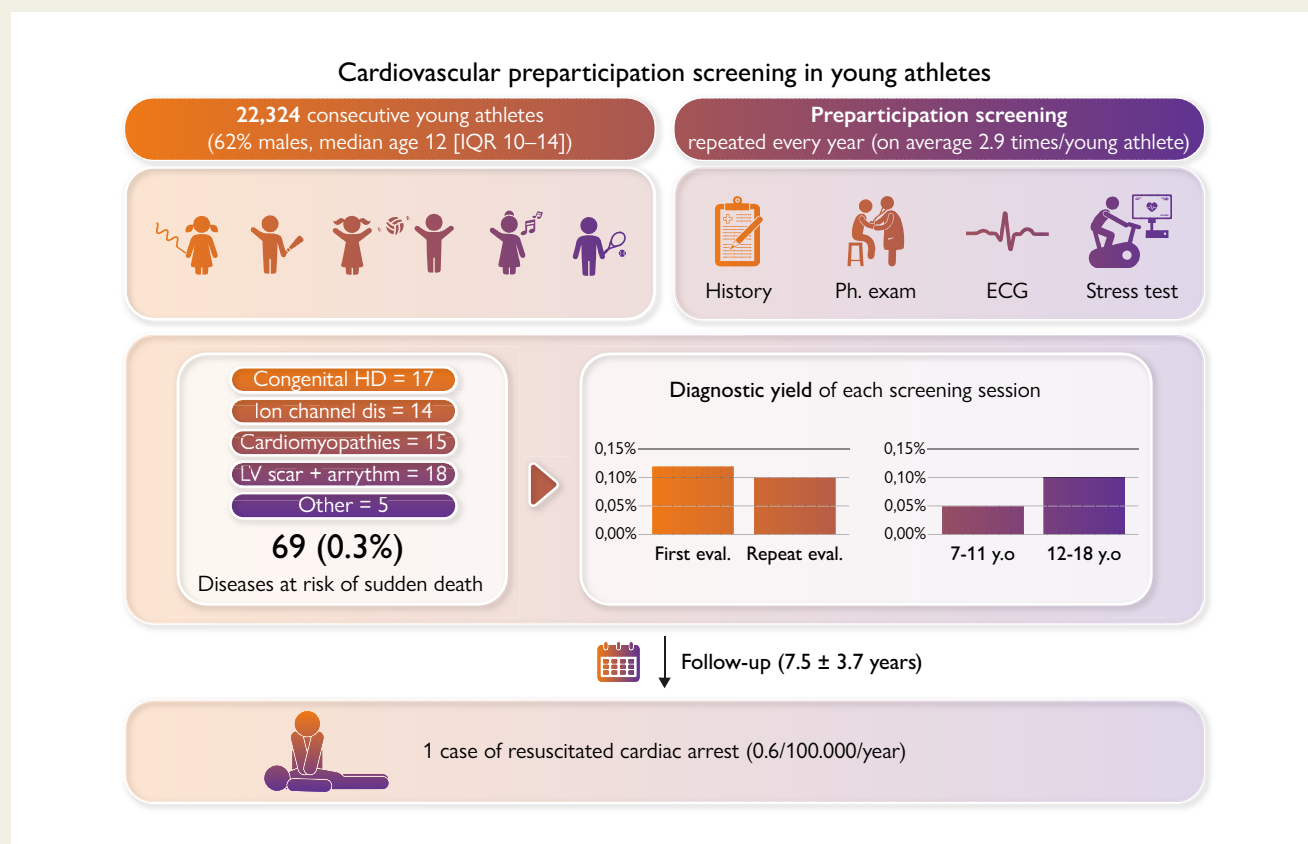 Cardiovascular preparticipation screening in young athletes
22,324 consecutive young athletes
(62% males, median age 12 [IQR 10–14])
Preparticipation screening
repeated every year (on average 2.9 times/young athlete)
History
Ph. exam
ECG
Stress test
Congenital HD = 17
Ion channel dis = 14
Cardiomyopathies = 15
LV scar + arrythm = 18
Other = 5
69 (0.3%)
Diseases at risk of sudden death
Diagnostic yield of each screening session
0,15%
0,10%
0,05%
0,00%
First eval.
Repeat eval.
0,15%
0,10%
0,05%
0,00%
7-11 y.o
12-18 y.o
Follow-up (7.5 ± 3.7 years)
1 case of resuscitated cardiac arrest (0.6/100.000/year)